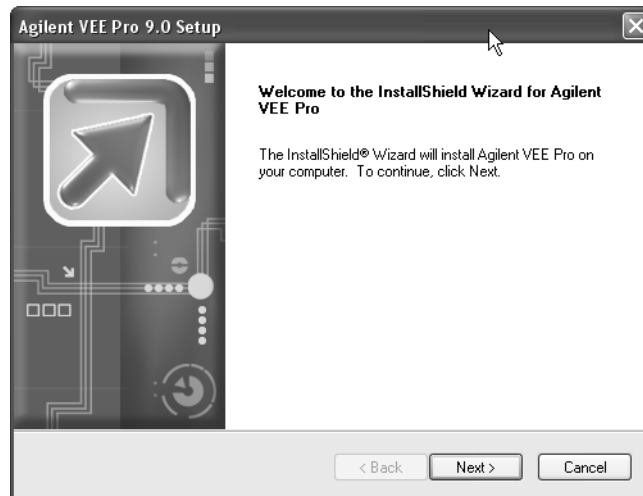 Agilent VEE Pro 9.0 Setup
Welcome to the InstallShield Wizard for Agilent
VEE Pro
The InstallShield® Wizard will install Agilent VEE Pro on
your computer. To continue, click Next.
< Back
Next >
Cancel